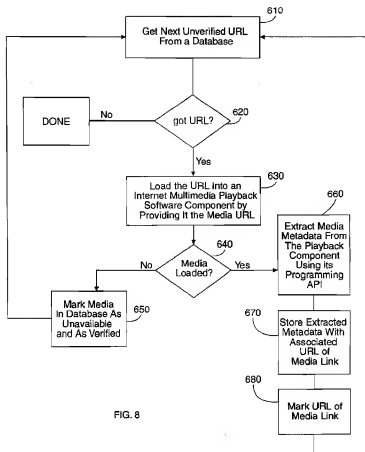 610
Get Next Unverified URL
From a Database
DONE
No
got URL?
620
Yes
630
Load the URL into an
Internet Multimedia Playback
Software Component by
Providing It the Media URL
660
Extract Media
Metadata From
The Playback
Component
Using its
Programming
API
640
No
Media
Loaded?
Yes
Mark Media
In Database As
Unavailable
and As Verified
650
670
Store Extracted
Metadata With
Associated
URL of
Media Link
680
Mark URL of
Media Link
FIG. 8